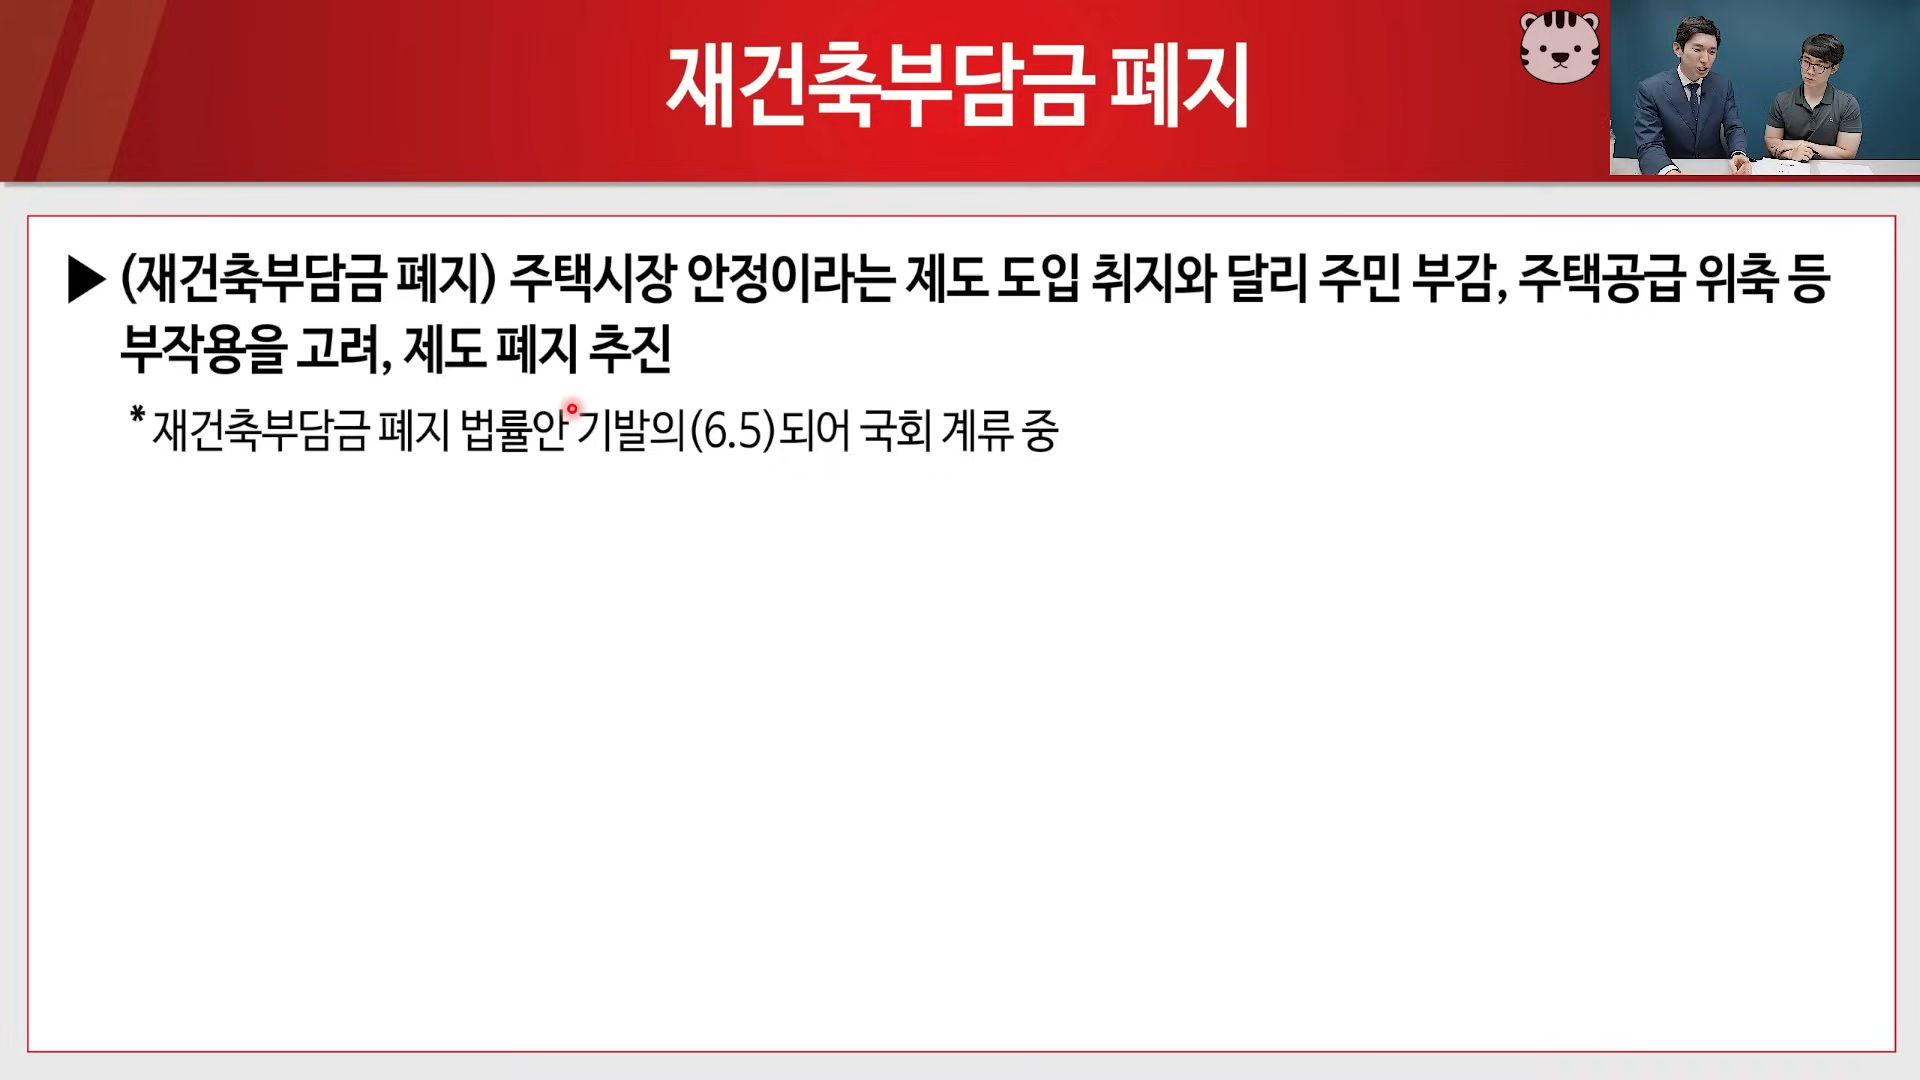 재건축부담금 폐지
▶ (재건축부담금 폐지) 주택시장 안정이라는 제도 도입 취지와 달리 주민 부감, 주택공급 위축 등
부작용을 고려, 제도 폐지 추진
* 재건축부담금 폐지 법률안 기발의(6.5)되어 국회 계류 중